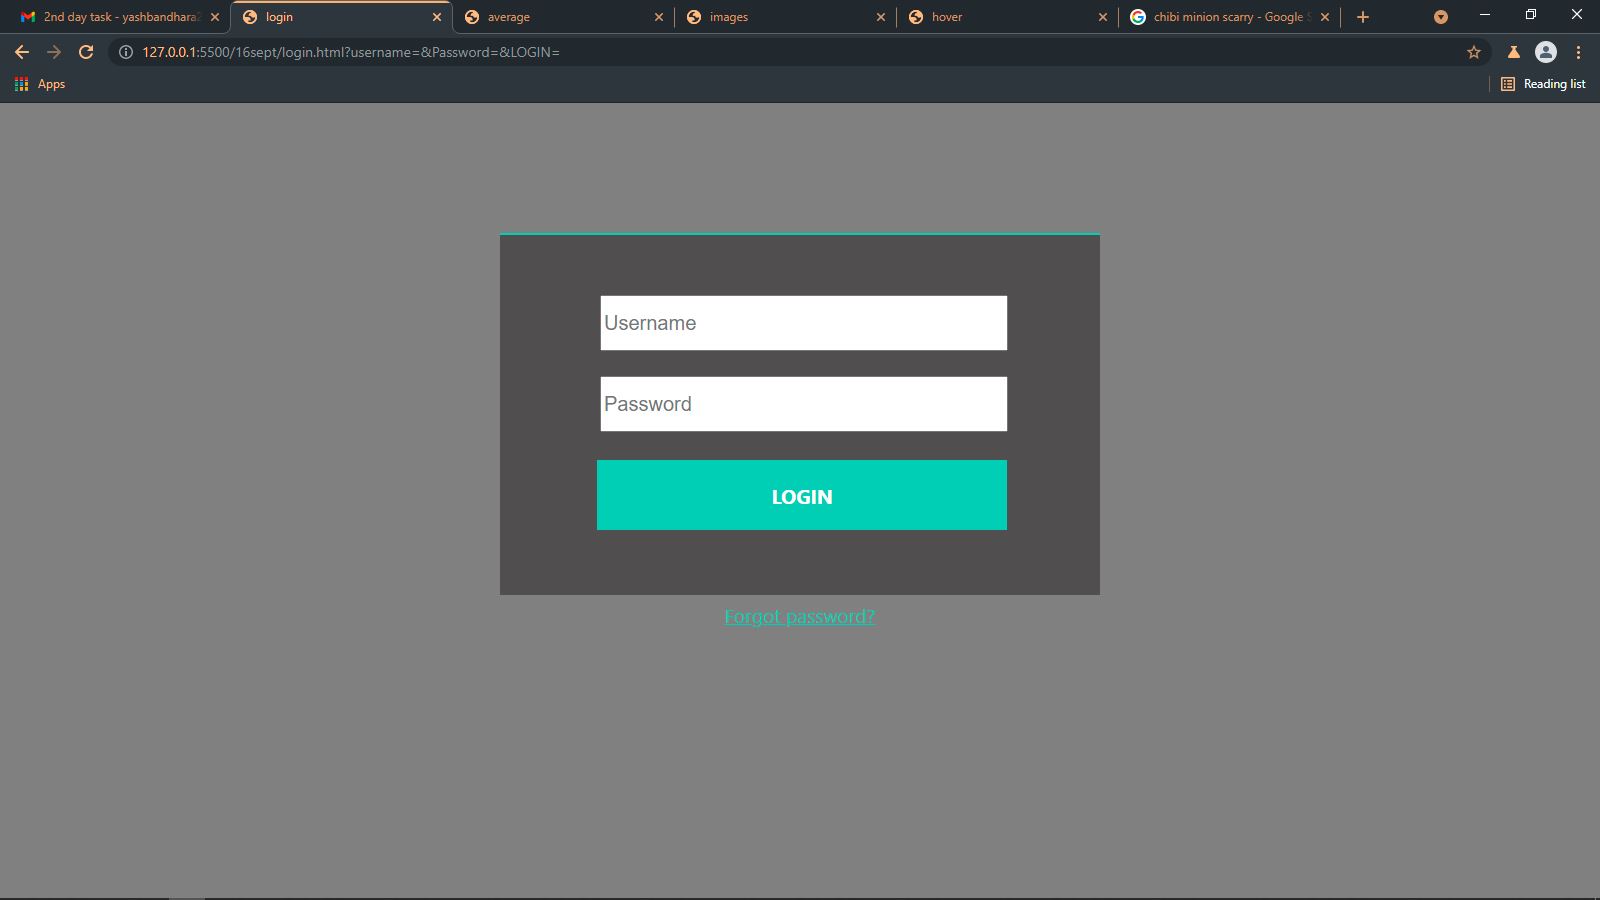 2nd day task - yashbandhara2
login
average
images
hover
chibi minion scarry - Google S
127.0.0.1:5500/16sept/login.html?username=&Password=&LOGIN=
Apps
Reading list
Username
Password
LOGIN
Forgot password?